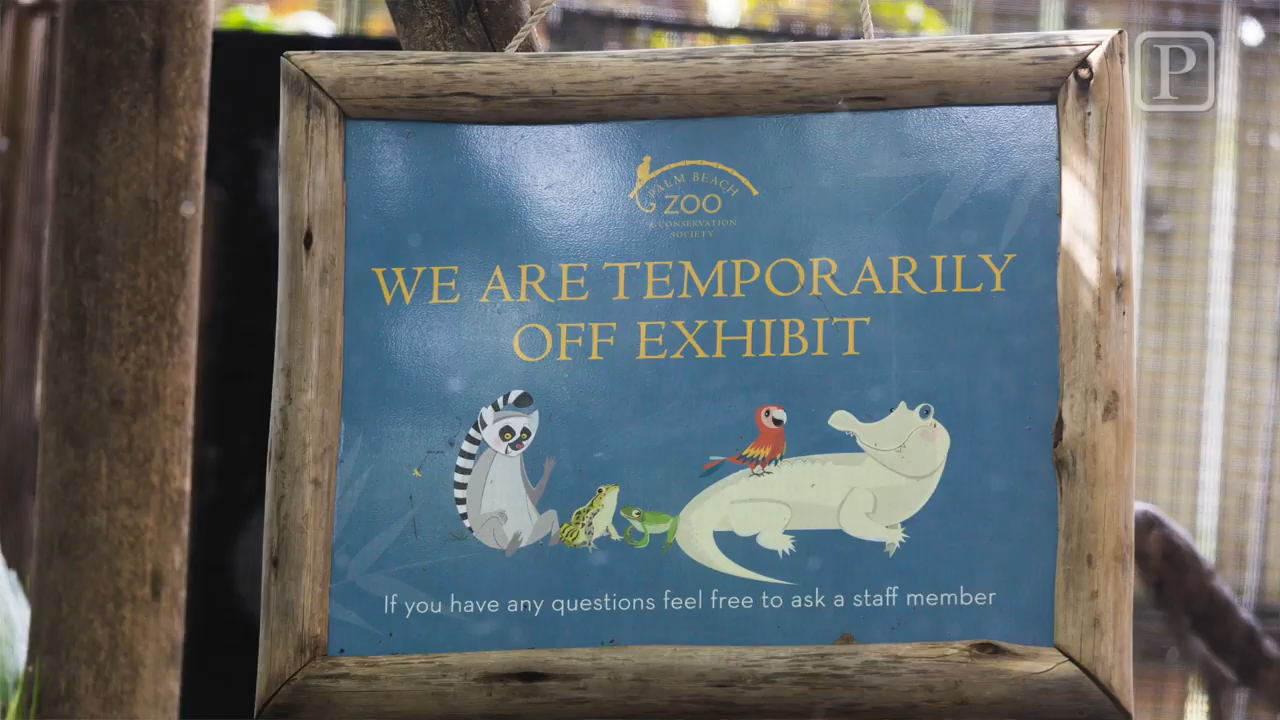 P
PALM BEACH
ZOO
& CONSERVATION
SOCIETY
WE ARE TEMPORARILY
OFF EXHIBIT
If you have any questions feel free to ask a staff member